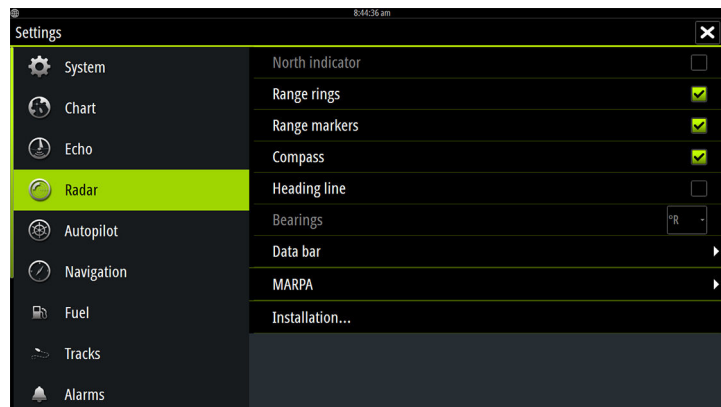 8:44:36 am
Settings
System
Chart
Echo
Radar
Autopilot
Navigation
Fuel
Tracks
Alarms
North indicator
Range rings
Range markers
Compass
Heading line
Bearings
°R
Data bar
MARPA
Installation...